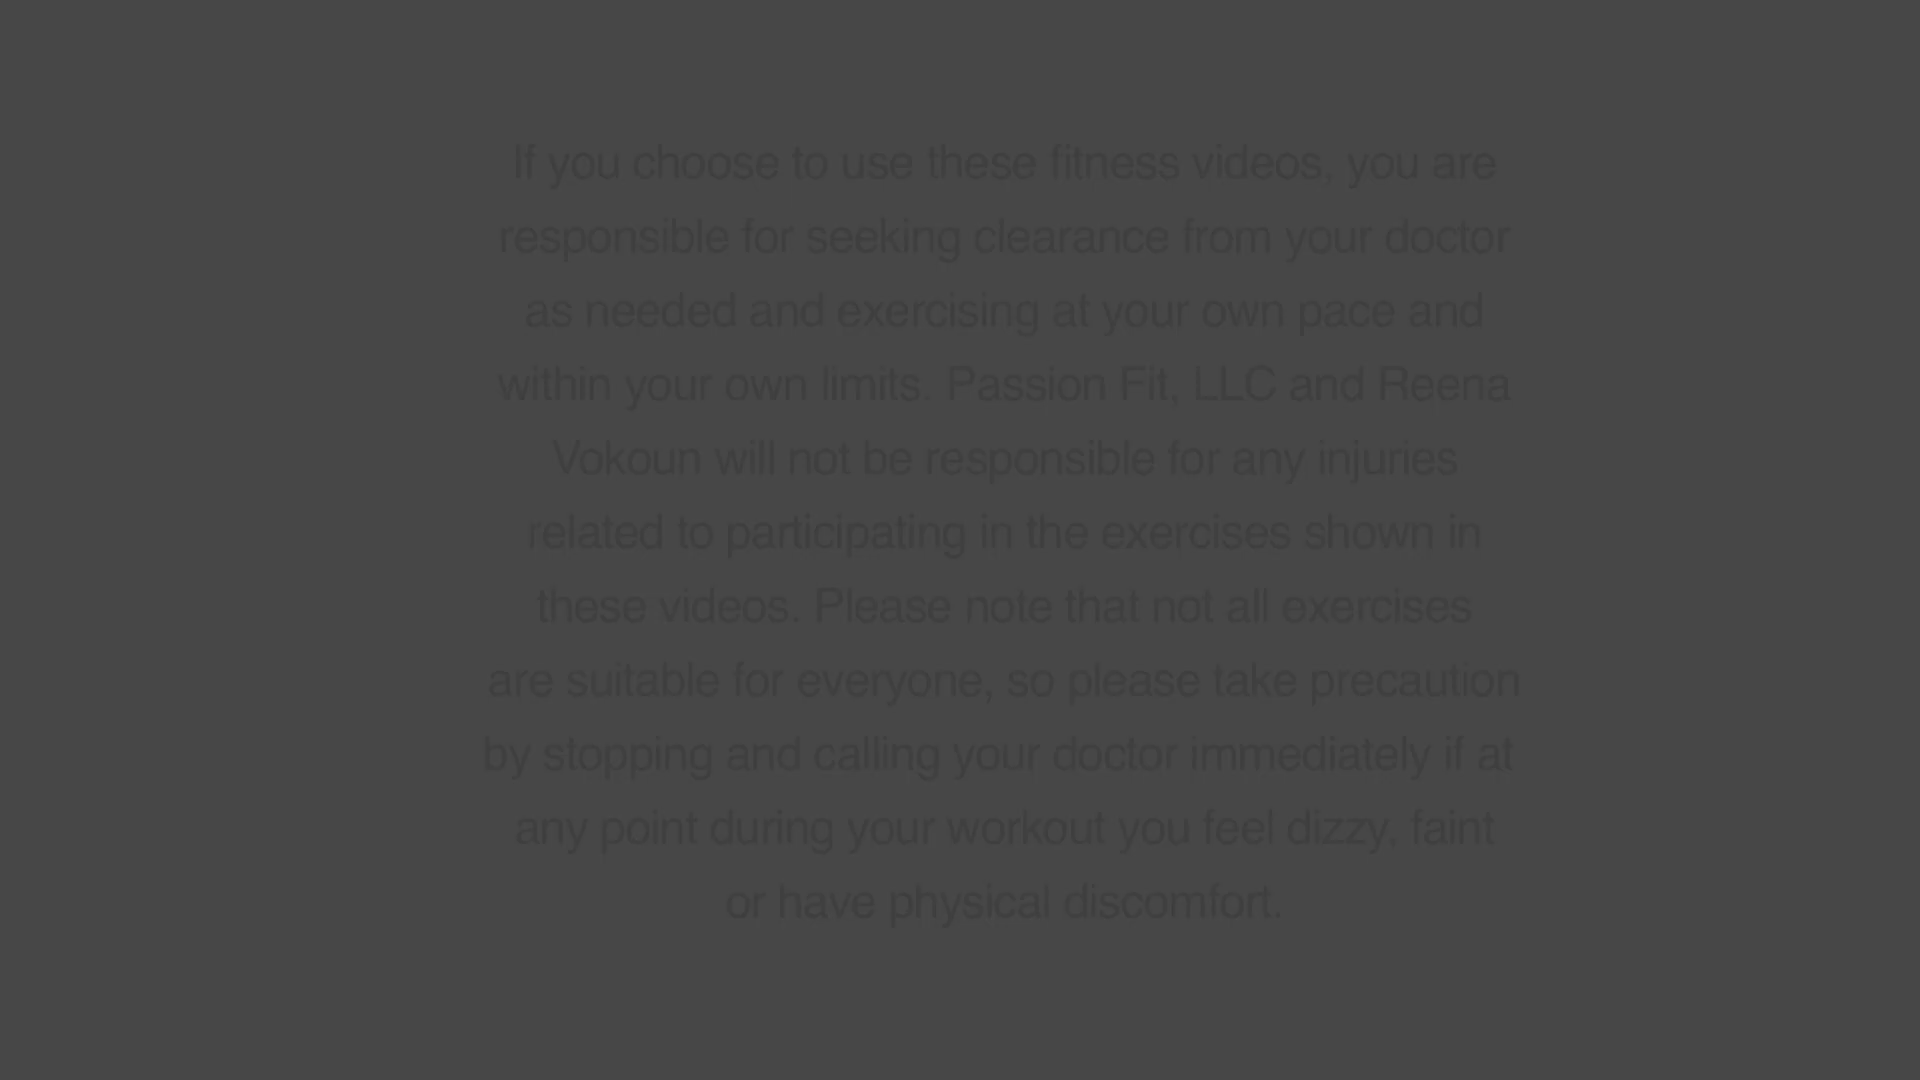 If you choose to use these fitness videos, you are
responsible for seeking clearance from your doctor
as needed and exercising at your own pace and
within your own limits. Passion Fit, LLC and Reena
Vokoun will not be responsible for any injuries
related to participating in the exercises shown in
these videos. Please note that not all exercises
are suitable for everyone, so please take precaution
by stopping and calling your doctor immediately if at
any point during your workout you feel dizzy, faint
or have physical discomfort.